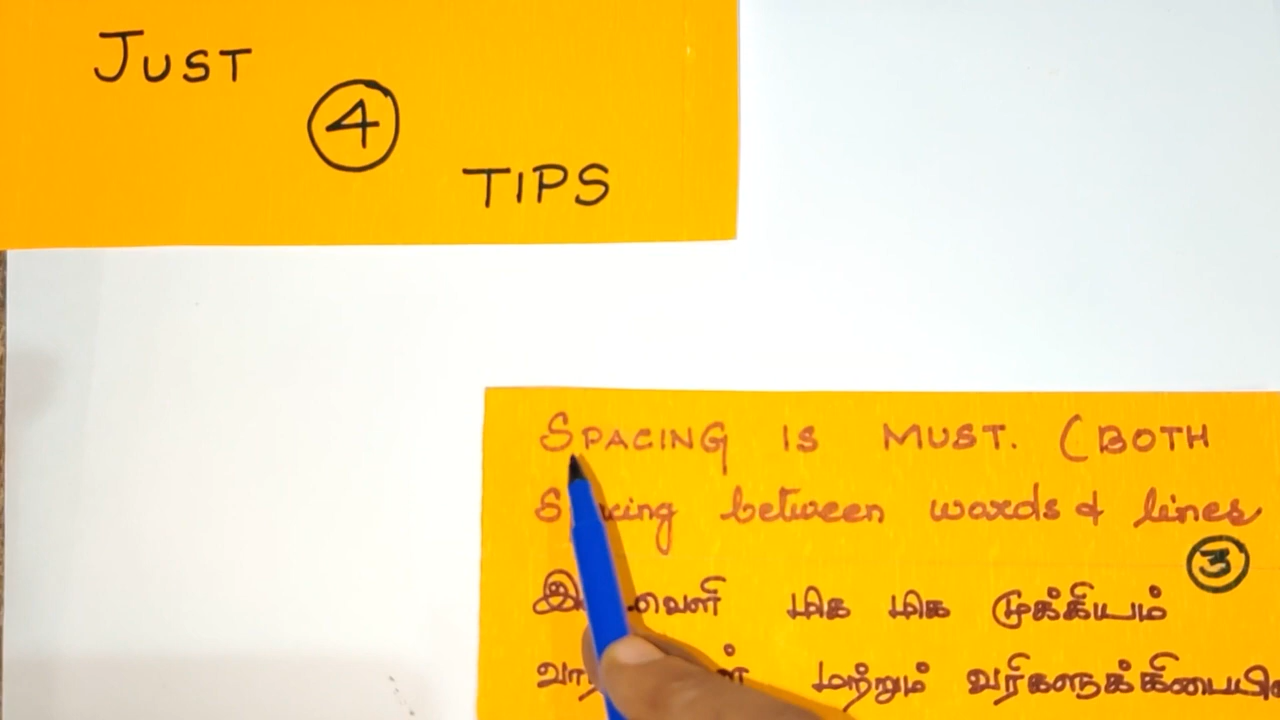 JUST
4
TIPS
SPACING IS MUST. (BOTH
between words & lines
3
மிக மிக முக்கியம்
மற்றும்